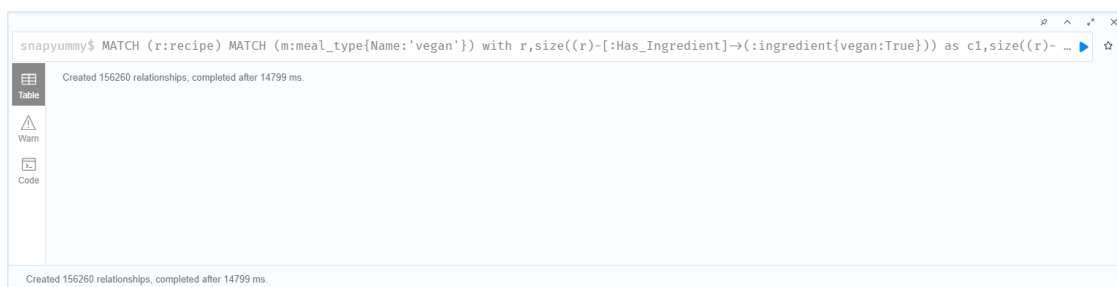 snapyummy$ MATCH (r:recipe) MATCH (m:meal_type{Name:'vegan'}) with r,size((r)-[:Has_Ingredient]→(:ingredient{vegan:True})) as c1,size((r)- …
Table
Created 156260 relationships, completed after 14799 ms.
Warn
Code
Created 156260 relationships, completed after 14799 ms.